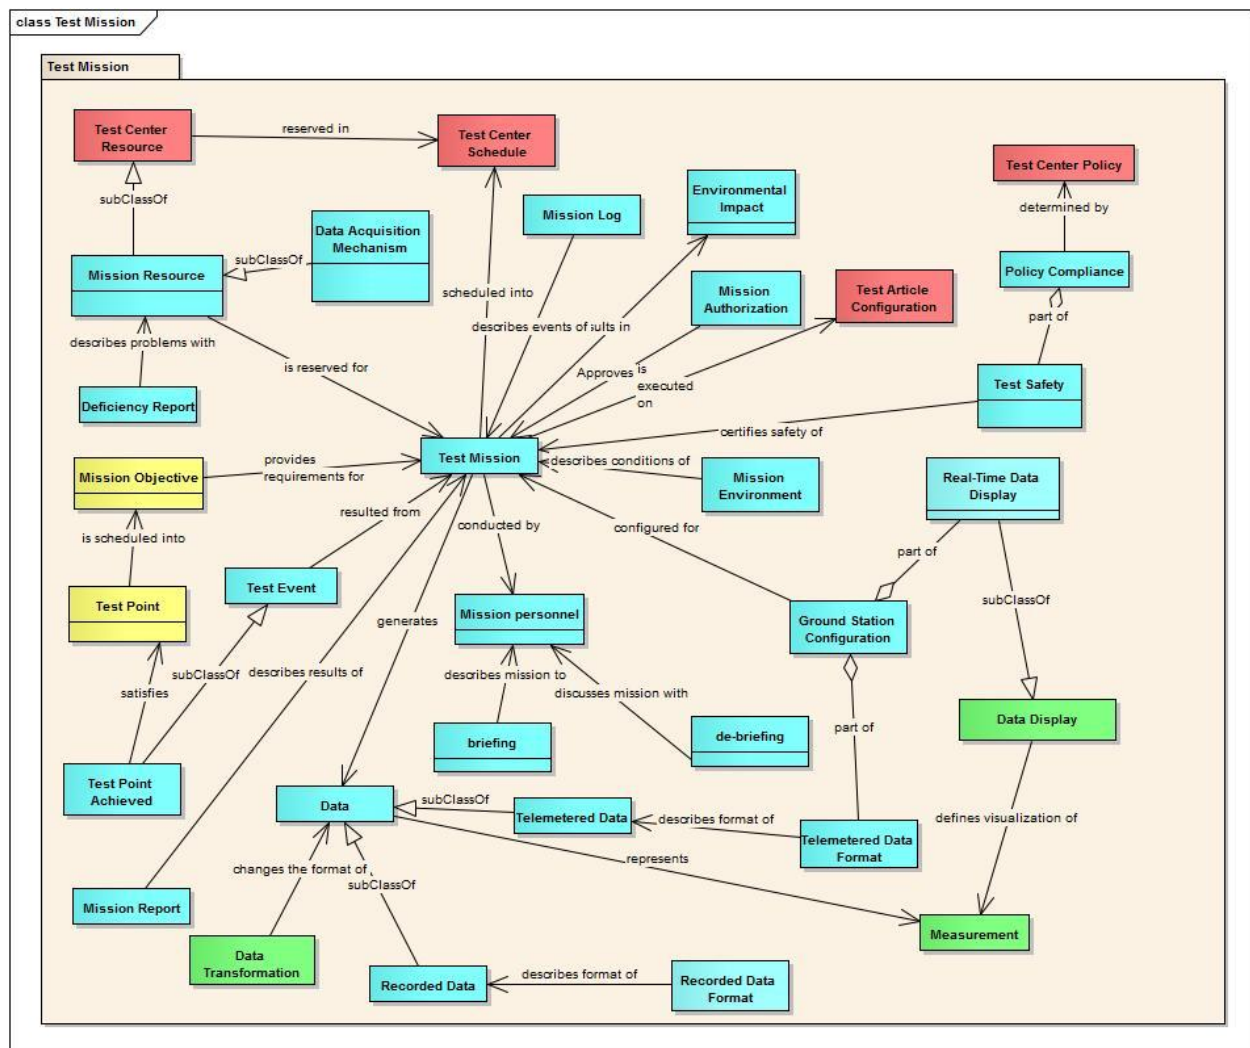 class Test Mission
Test Mission
Test Center
Resource
reserved in
Test Center
Schedule
Test Center Policy
subClassOf
Environmental
Impact
Mission Log
determined by
Data Acquisition
Mechanism
subClassOf
Mission Resource
Policy Compliance
Mission
Authorization
Test Article
Configuration
scheduled into
part of
describes events of
sults in
describes problems with
is reserved for
Approves
is
executed
on
Test Safety
Deficiency Report
certifies safety of
Test Mission
provides
requirements for
describes conditions of
Mission Objective
Mission
Environment
Real-Time Data
Display
resulted from
conducted by
configured for
is scheduled into
part of
Test Event
Test Point
Mission personnel
Ground Station
Configuration
subClassOf
generates
subClassOf
describes results of
describes mission to
satisfies
discusses mission with
Data Display
part of
briefing
de-briefing
Test Point
Achieved
Data
subClassOf
Telemetered Data
describes format of
defines visualization of
Telemetered Data
Format
represents
changes the format of
subClassOf
Mission Report
Measurement
Data
Transformation
Recorded Data
describes format of
Recorded Data
Format